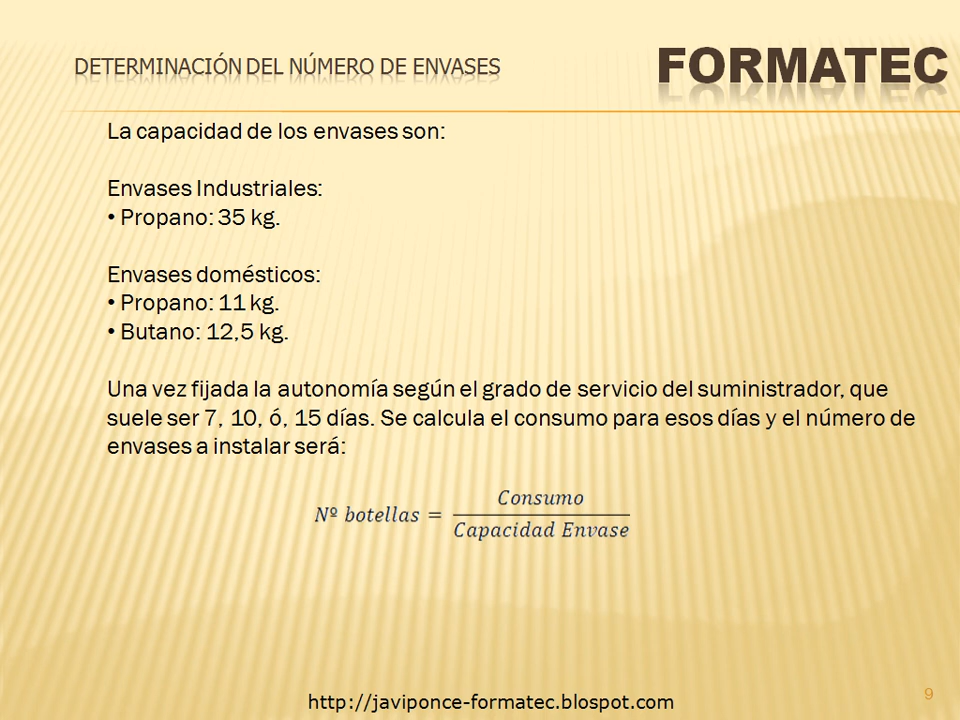 DETERMINACIÓN DEL NÚMERO DE ENVASES
FORMATEC
La capacidad de los envases son:
Envases Industriales:
• Propano: 35 kg.
Envases domésticos:
• Propano: 11 kg.
• Butano: 12,5 kg.
Una vez fijada la autonomía según el grado de servicio del suministrador, que
suele ser 7, 10, ó, 15 días. Se calcula el consumo para esos días y el número de
envases a instalar será:
Nº botellas = Consumo / Capacidad Envase
http://javiponce-formatec.blospot.com
9